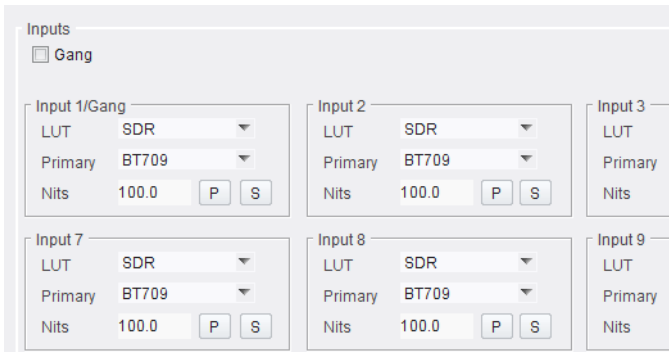 Inputs
Gang
Input 1/Gang Input 2 Input 3
LUT SDR LUT SDR LUT
Primary BT709 Primary BT709 Primary
Nits 100.0 P S Nits 100.0 P S Nits
Input 7 Input 8 Input 9
LUT SDR LUT SDR LUT
Primary BT709 Primary BT709 Primary
Nits 100.0 P S Nits 100.0 P S Nits